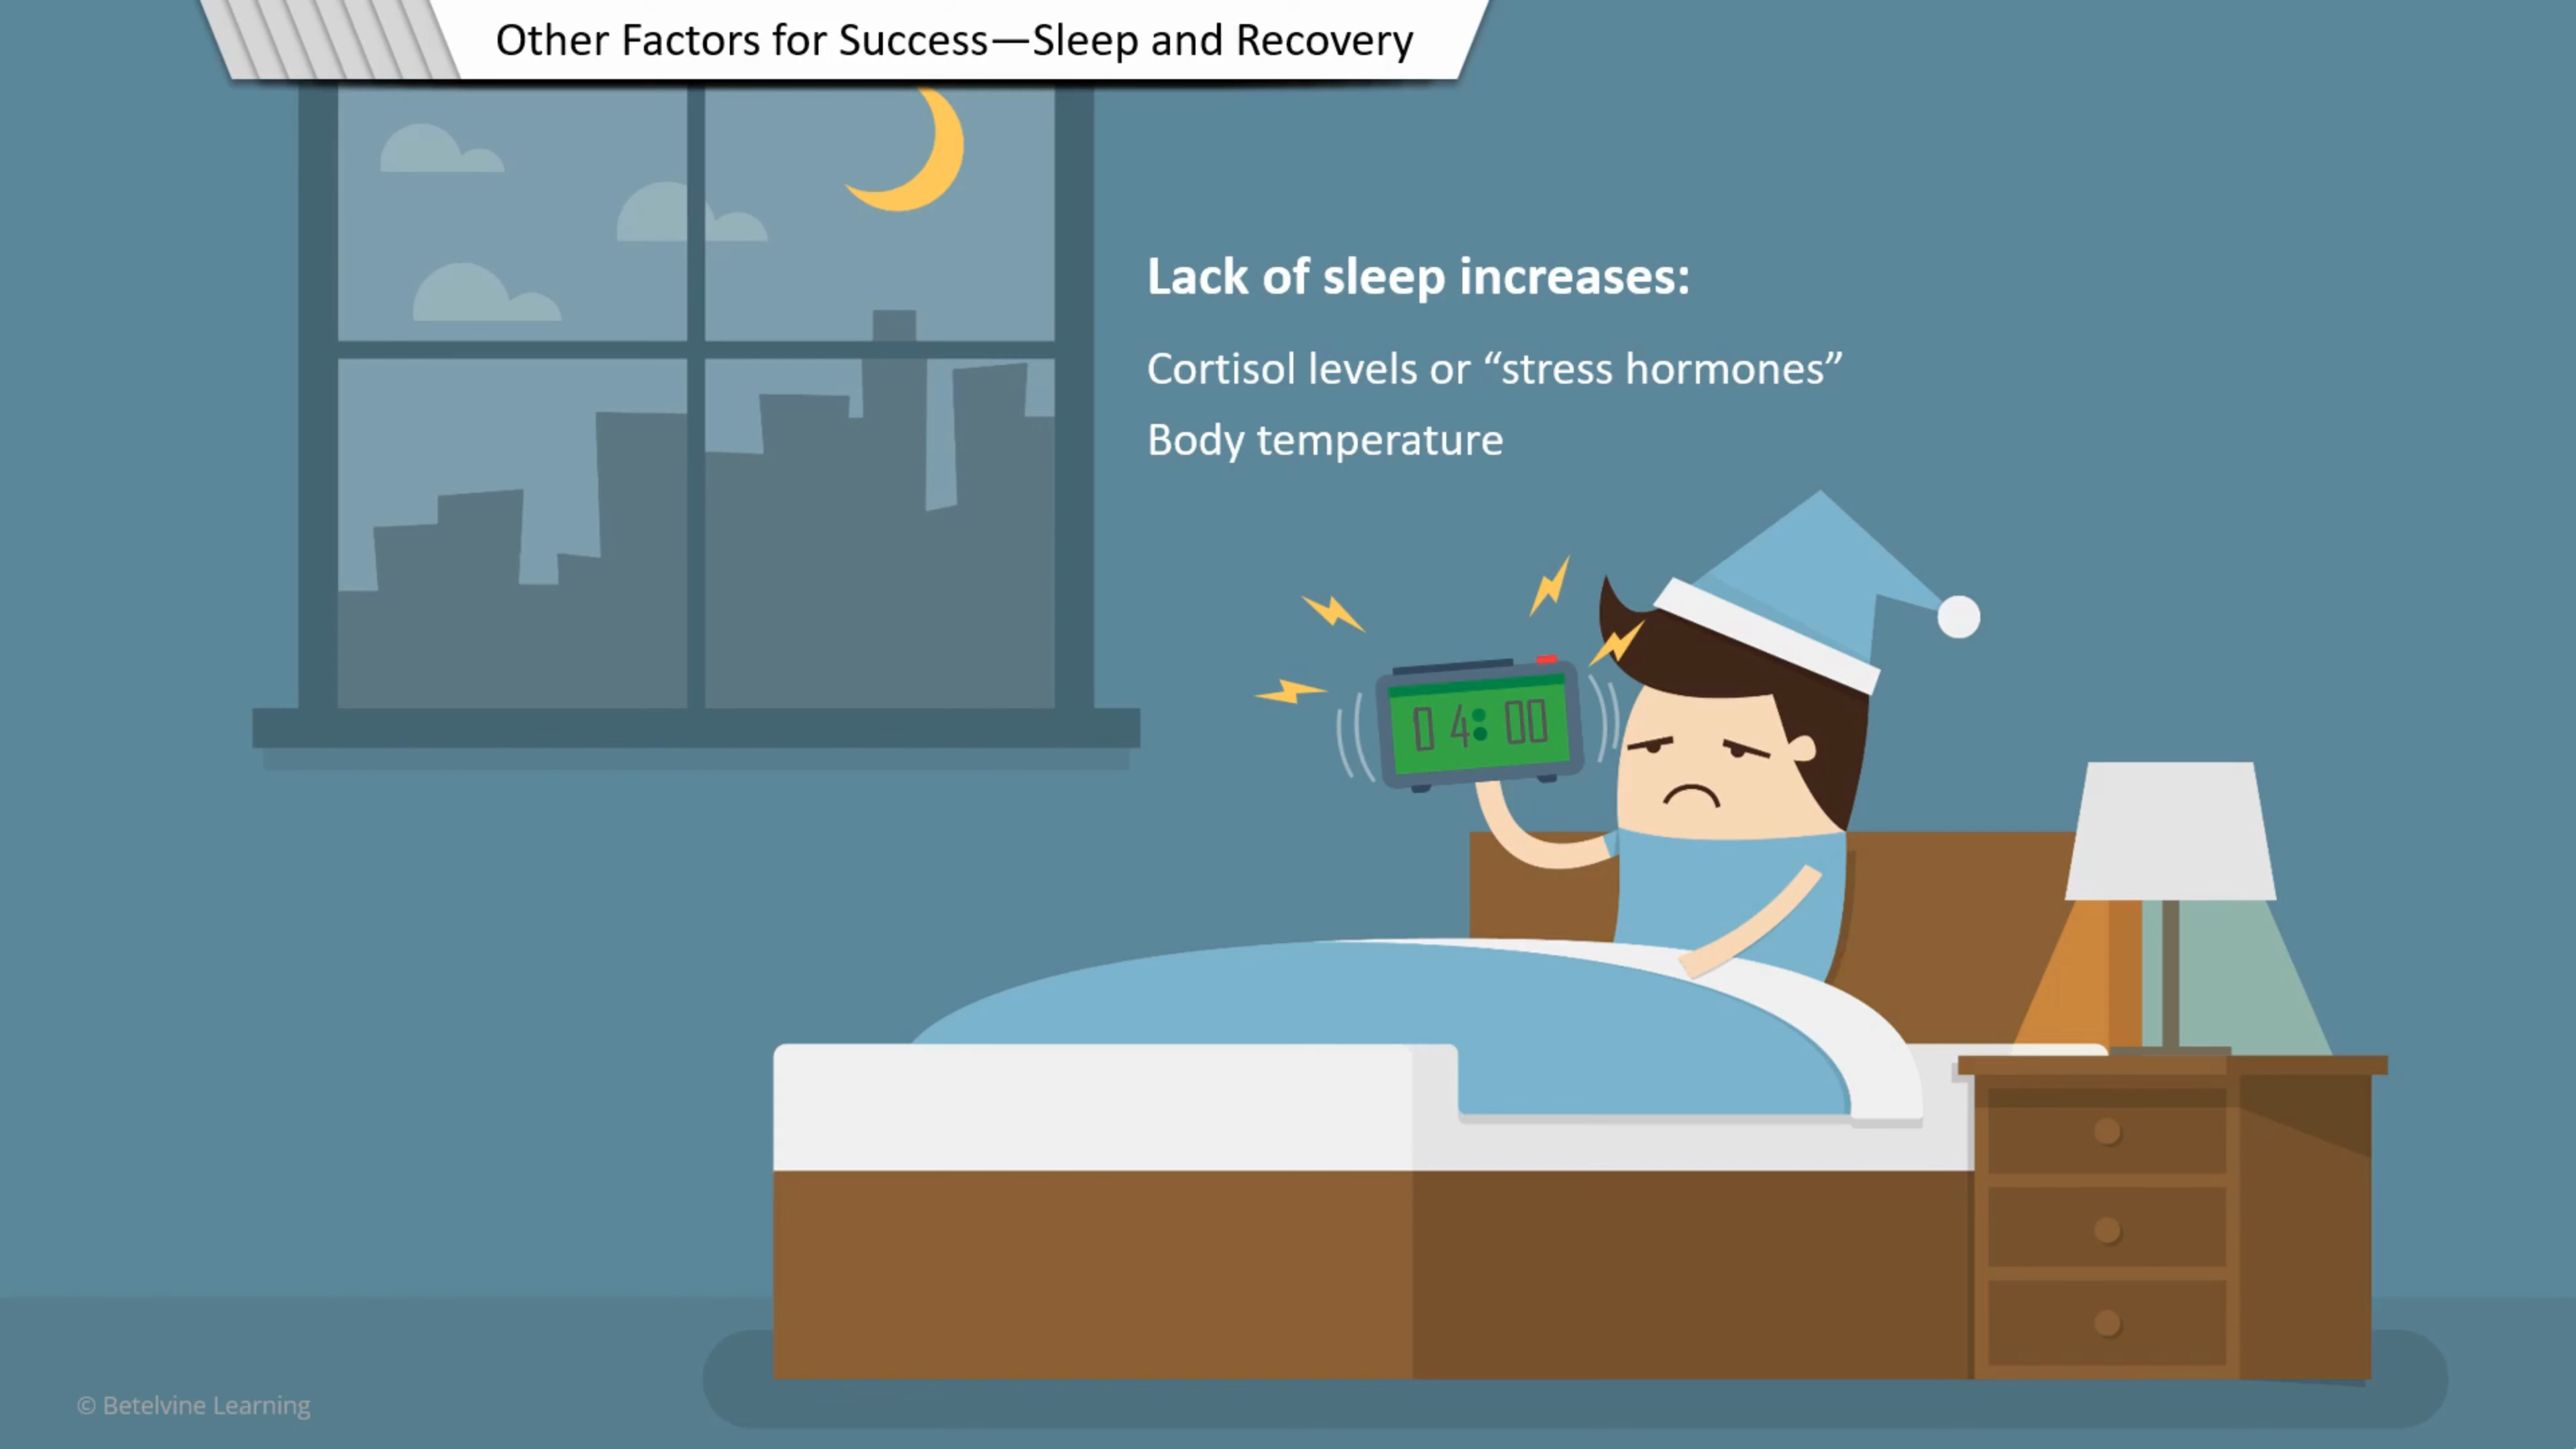 Other Factors for Success—Sleep and Recovery
Lack of sleep increases:
Cortisol levels or “stress hormones”
Body temperature
04:00
© Betelvine Learning